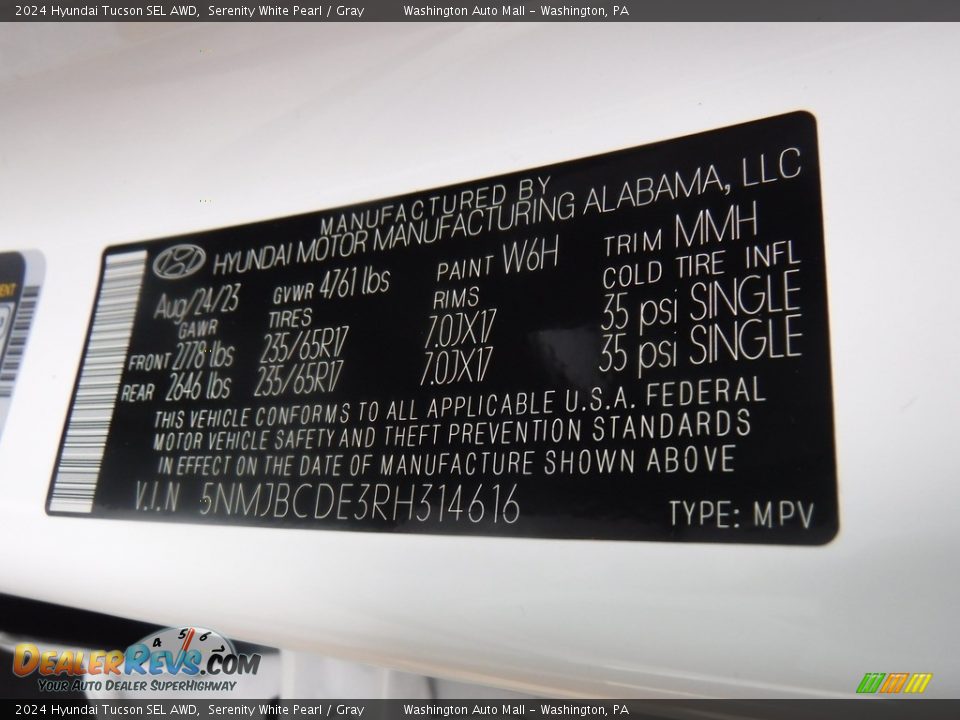 2024 Hyundai Tucson SEL AWD, Serenity White Pearl / Gray Washington Auto Mall - Washington, PA
MANUFACTURED BY
HYUNDAI MOTOR MANUFACTURING ALABAMA, LLC
Aug/24/23 GVWR 4761 lbs PAINT W6H TRIM MMH
GAWR TIRES RIMS COLD TIRE INFL
FRONT 2778 lbs 235/65R17 7.0JX17 35 psi SINGLE
REAR 2646 lbs 235/65R17 7.0JX17 35 psi SINGLE
THIS VEHICLE CONFORMS TO ALL APPLICABLE U.S.A. FEDERAL
MOTOR VEHICLE SAFETY AND THEFT PREVENTION STANDARDS
IN EFFECT ON THE DATE OF MANUFACTURE SHOWN ABOVE
V.I.N 5NMJBCDE3RH314616 TYPE: MPV
4 5 6 7
DEALERREVS.COM
YOUR AUTO DEALER SUPERHIGHWAY
2024 Hyundai Tucson SEL AWD, Serenity White Pearl / Gray Washington Auto Mall - Washington, PA